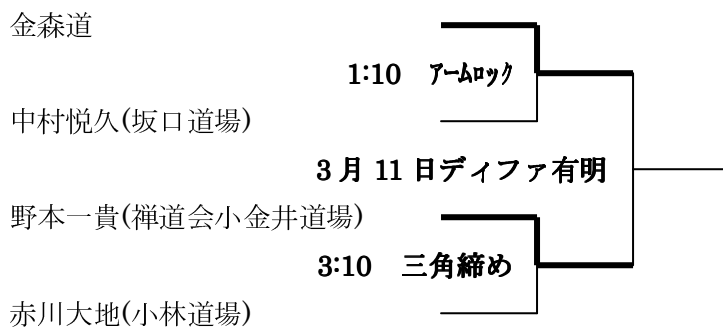 金森道
1:10 アームロック
中村悦久(坂口道場)
3月11日ディファ有明
野本一貴(禅道会小金井道場)
3:10 三角締め
赤川大地(小林道場)